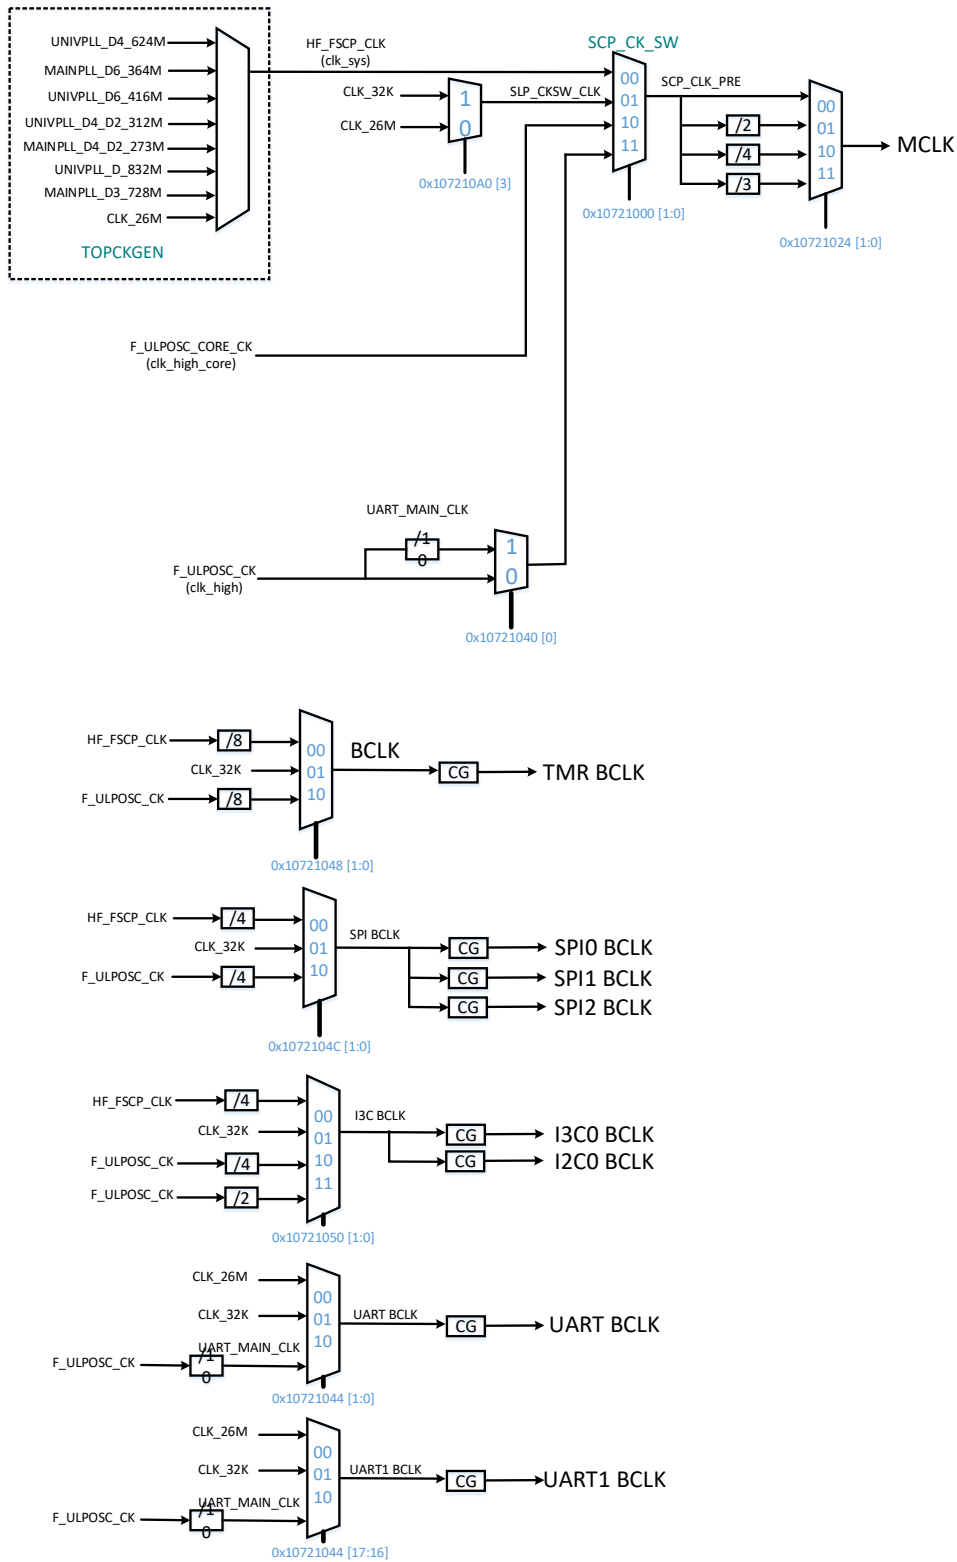 UNIVPLL_D4_624M
MAINPLL_D6_364M
UNIVPLL_D6_416M
UNIVPLL_D4_D2_312M
MAINPLL_D4_D2_273M
UNIVPLL_D_832M
MAINPLL_D3_728M
CLK_26M
TOPCKGEN
HF_FSCP_CLK
(clk_sys)
CLK_32K
CLK_26M
1
0
0x107210A0 [3]
SLP_CKSW_CLK
SCP_CK_SW
00
01
10
11
0x10721000 [1:0]
SCP_CLK_PRE
/2
/4
/3
00
01
10
11
0x10721024 [1:0]
MCLK
F_ULPOSC_CORE_CK
(clk_high_core)
UART_MAIN_CLK
/1
0
F_ULPOSC_CK
(clk_high)
1
0
0x10721040 [0]
HF_FSCP_CLK
/8
CLK_32K
F_ULPOSC_CK
/8
00
01
10
BCLK
CG
TMR BCLK
0x10721048 [1:0]
HF_FSCP_CLK
/4
CLK_32K
F_ULPOSC_CK
/4
00
01
10
SPI BCLK
CG
SPI0 BCLK
CG
SPI1 BCLK
CG
SPI2 BCLK
0x1072104C [1:0]
HF_FSCP_CLK
/4
CLK_32K
F_ULPOSC_CK
/4
F_ULPOSC_CK
/2
00
01
10
11
I3C BCLK
CG
I3C0 BCLK
CG
I2C0 BCLK
0x10721050 [1:0]
CLK_26M
CLK_32K
UART_MAIN_CLK
F_ULPOSC_CK
/1
0
00
01
10
UART BCLK
CG
UART BCLK
0x10721044 [1:0]
CLK_26M
CLK_32K
UART_MAIN_CLK
F_ULPOSC_CK
/1
0
00
01
10
UART1 BCLK
CG
UART1 BCLK
0x10721044 [17:16]